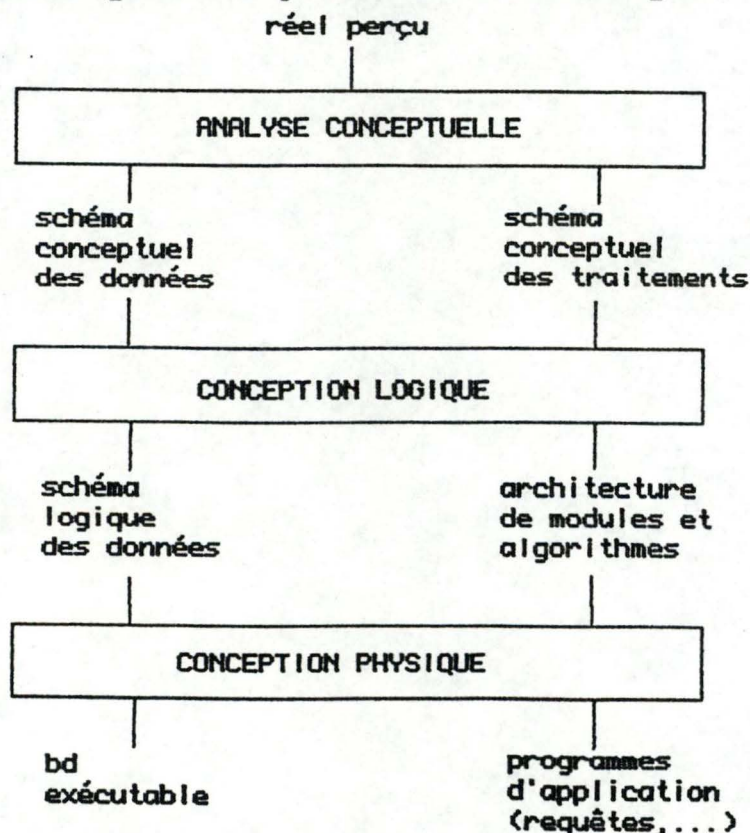 réel perçu
ANALYSE CONCEPTUELLE
schéma
conceptuel
des données
schéma
conceptuel
des traitements
CONCEPTION LOGIQUE
schéma
logique
des données
architecture
de modules et
algorithmes
CONCEPTION PHYSIQUE
bd
exécutable
programmes
d'application
(requêtes,...)